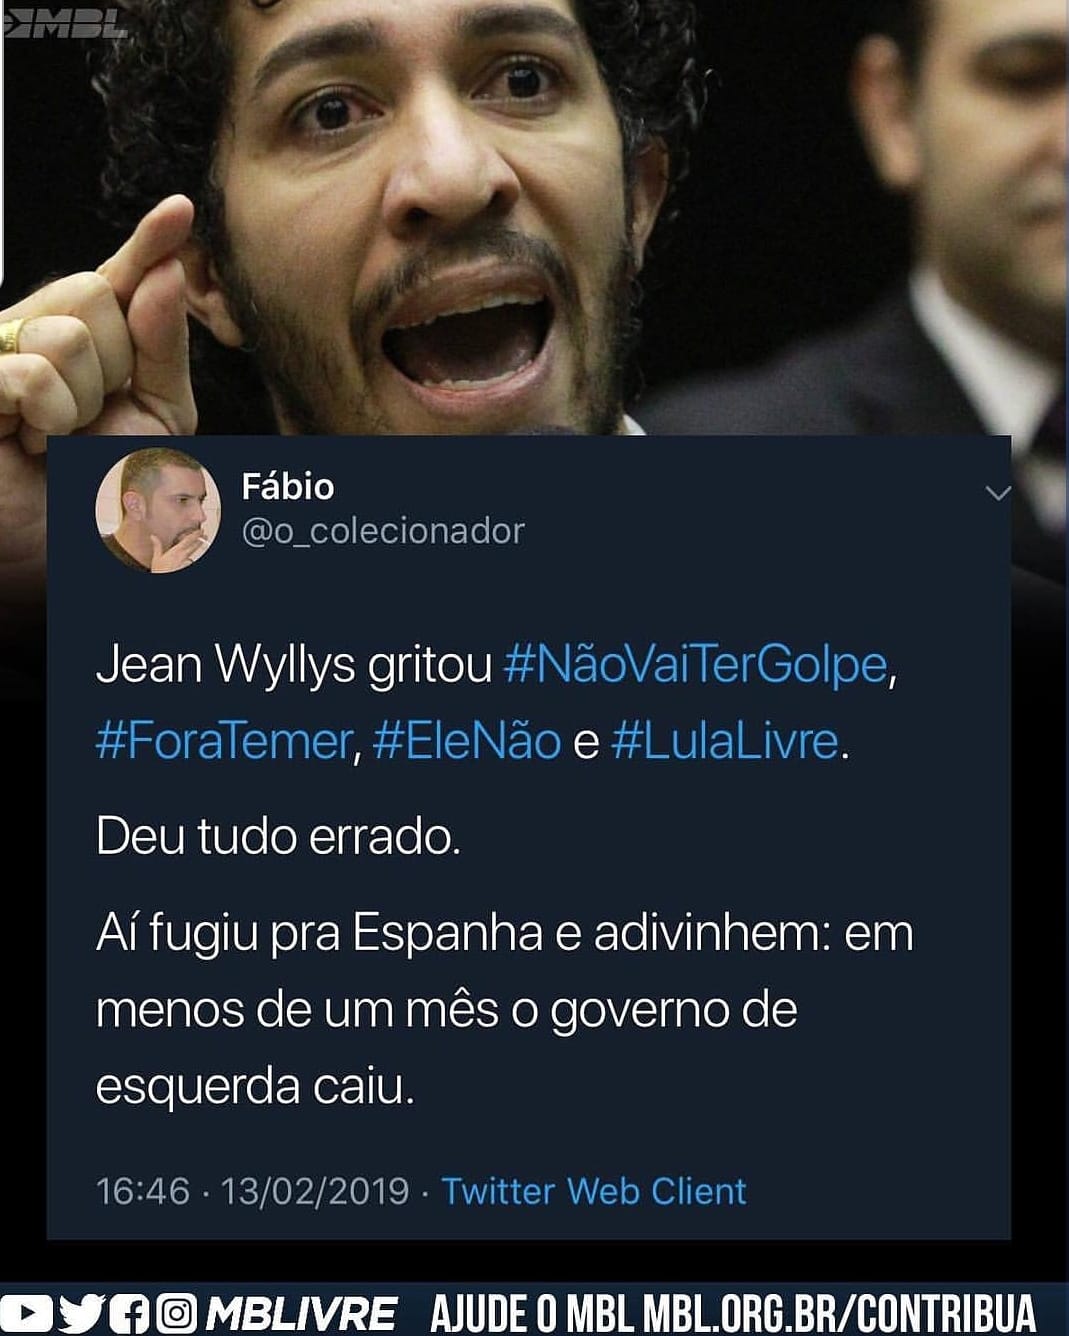 MBL
Fábio
@o_colecionador
Jean Wyllys gritou #NãoVaiTerGolpe,
#ForaTemer, #EleNão e #LulaLivre.
Deu tudo errado.
Aí fugiu pra Espanha e adivinhem: em
menos de um mês o governo de
esquerda caiu.
16:46 · 13/02/2019 · Twitter Web Client
MBLIVRE AJUDE O MBL MBL.ORG.BR/CONTRIBUA